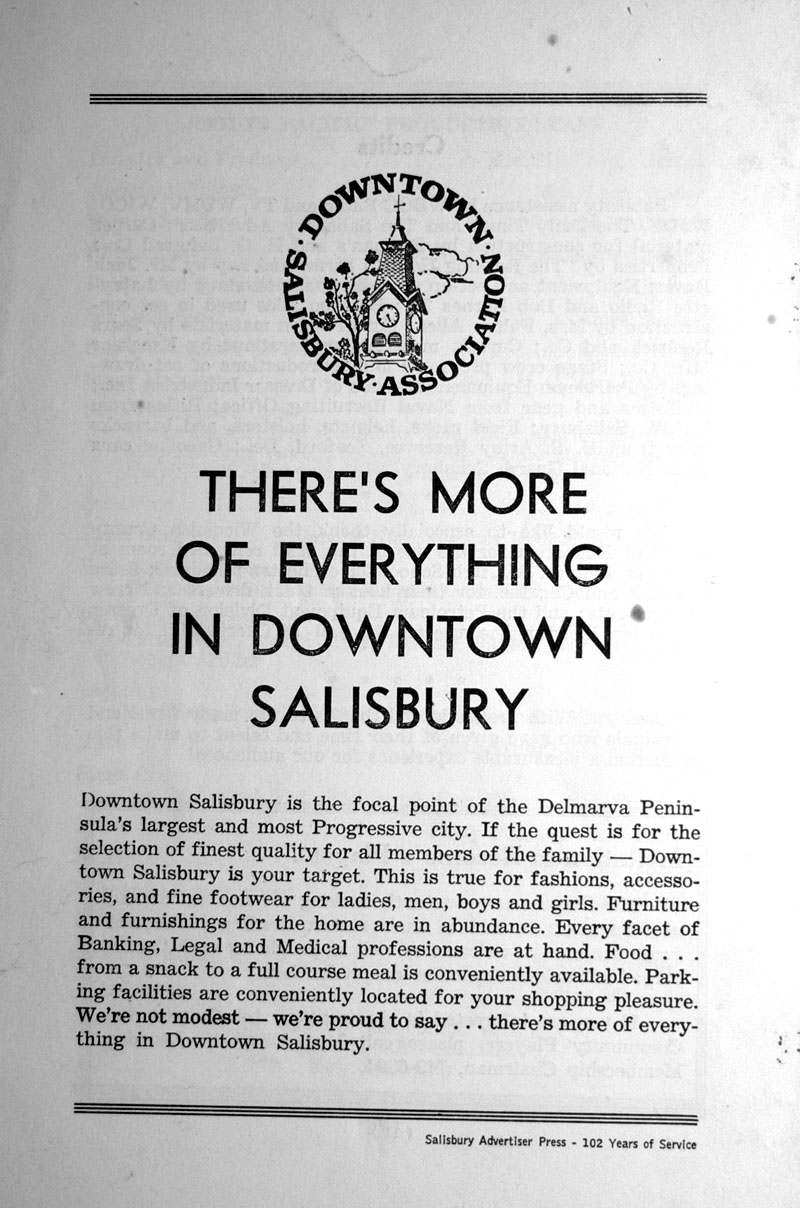 · DOWNTOWN ·
SALISBURY · ASSOCIATION
THERE'S MORE
OF EVERYTHING
IN DOWNTOWN
SALISBURY
Downtown Salisbury is the focal point of the Delmarva Penin-
sula's largest and most Progressive city. If the quest is for the
selection of finest quality for all members of the family — Down-
town Salisbury is your target. This is true for fashions, accesso-
ries, and fine footwear for ladies, men, boys and girls. Furniture
and furnishings for the home are in abundance. Every facet of
Banking, Legal and Medical professions are at hand. Food . . .
from a snack to a full course meal is conveniently available. Park-
ing facilities are conveniently located for your shopping pleasure.
We're not modest — we're proud to say . . . there's more of every-
thing in Downtown Salisbury.
Salisbury Advertiser Press - 102 Years of Service